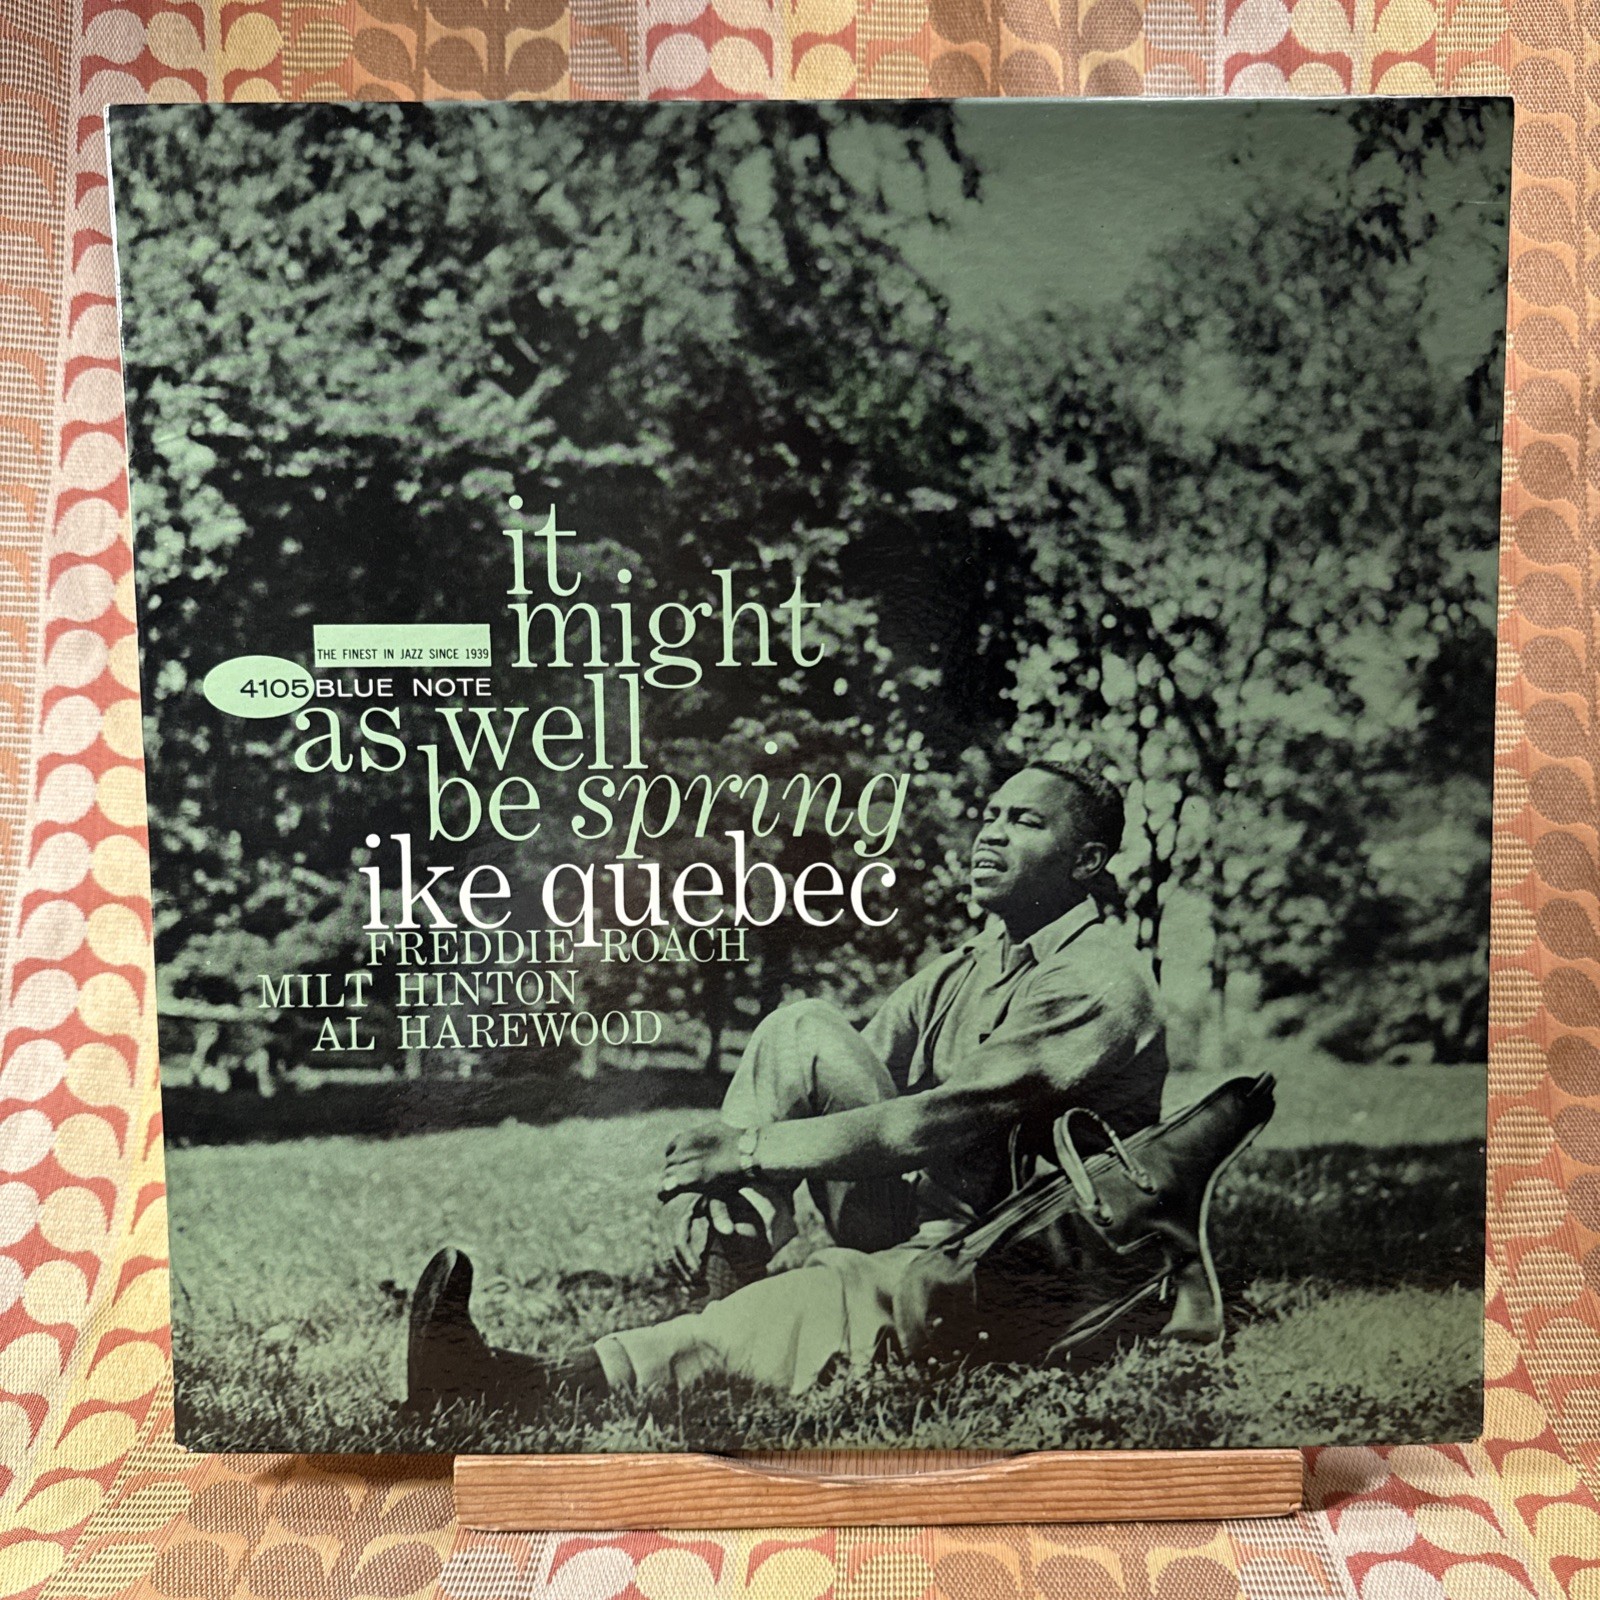 it
might
THE FINEST IN JAZZ SINCE 1939
4105 BLUE NOTE
as well
be spring
ike quebec
FREDDIE ROACH
MILT HINTON
AL HAREWOOD